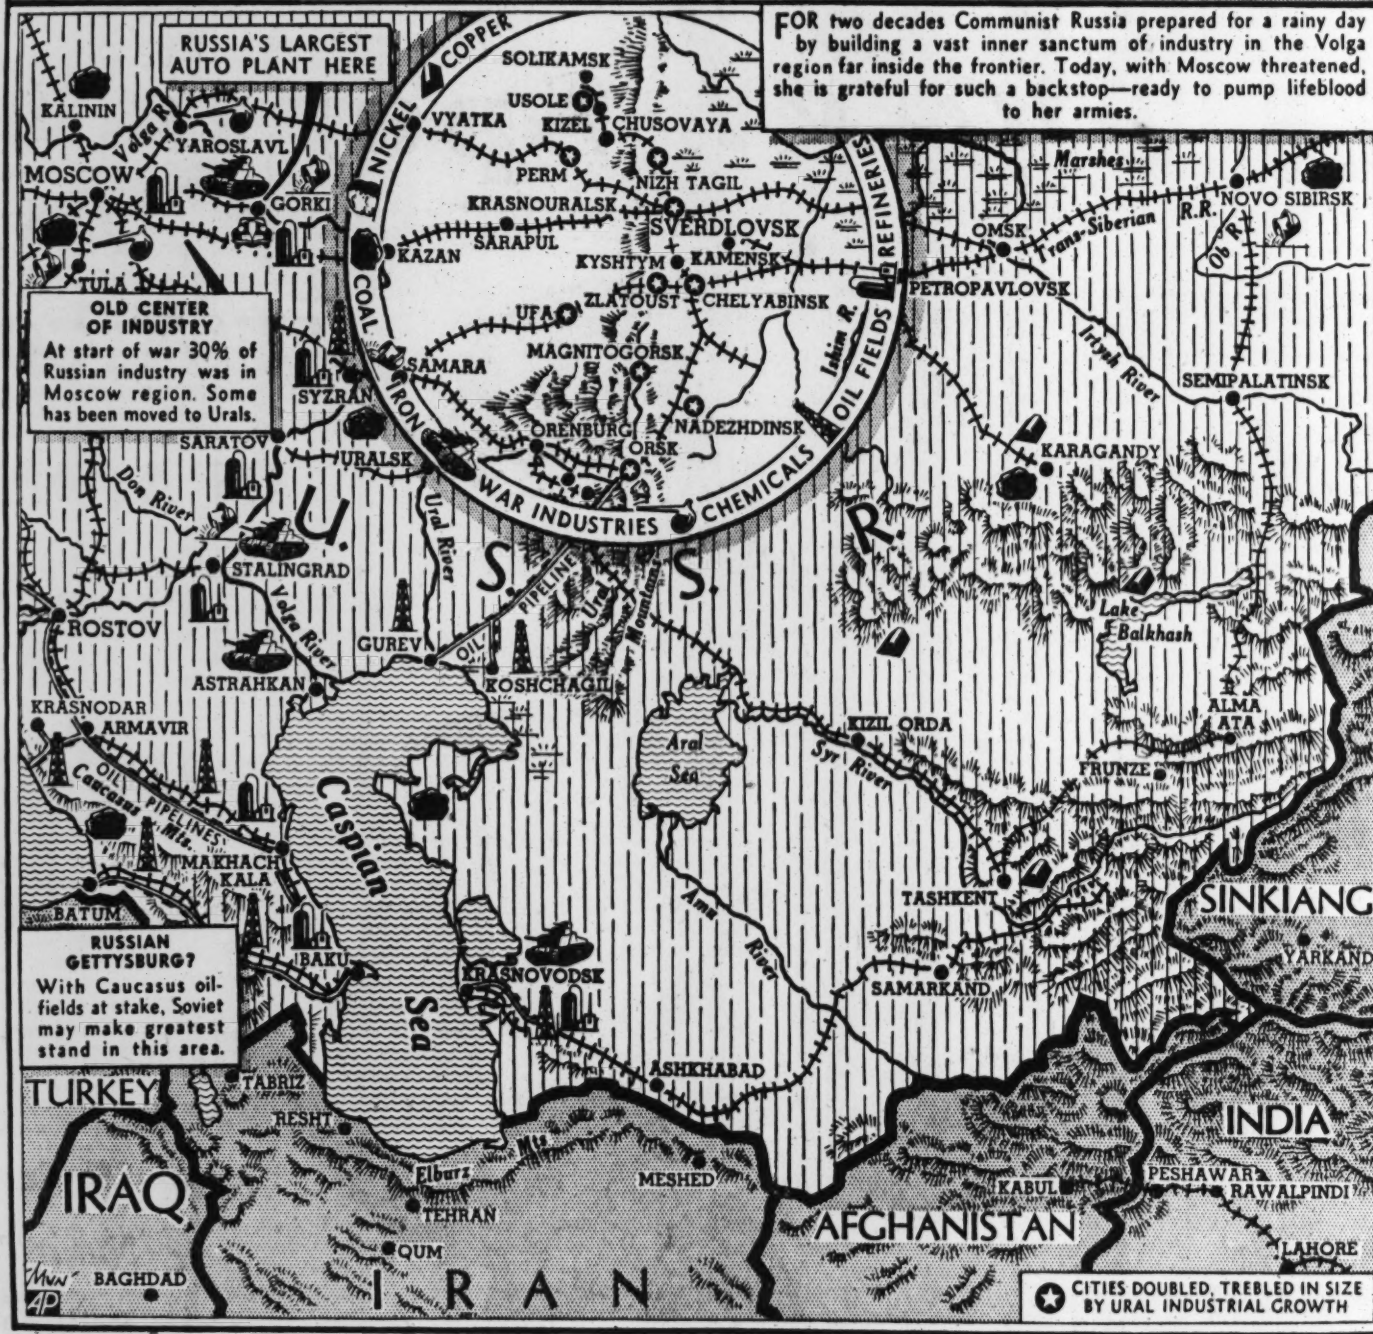 FOR two decades Communist Russia prepared for a rainy day
by building a vast inner sanctum of industry in the Volga
region far inside the frontier. Today, with Moscow threatened,
she is grateful for such a backstop—ready to pump lifeblood
to her armies.
RUSSIA'S LARGEST
AUTO PLANT HERE
COPPER
NICKEL
COAL
IRON
WAR INDUSTRIES
CHEMICALS
OIL FIELDS
REFINERIES
SOLIKAMSK
USOLE
KIZEL
CHUSOVAYA
VYATKA
PERM
NIZH TAGIL
KRASNOURALSK
SVERDLOVSK
SARAPUL
KAZAN
KYSHTYM
KAMENSK
ZLATOUST
CHELYABINSK
UFA
Ishim R.
MAGNITOGORSK
SAMARA
NADEZHDINSK
ORENBURG
ORSK
KALININ
Volga R.
YAROSLAVL
MOSCOW
GORKI
TULA
OLD CENTER
OF INDUSTRY
At start of war 30% of
Russian industry was in
Moscow region. Some
has been moved to Urals.
SYZRAN
SARATOV
URALSK
Marshes
NOVO SIBIRSK
OMSK
Trans-Siberian
R.R.
Ob R.
PETROPAVLOVSK
Irtysh River
SEMIPALATINSK
KARAGANDY
Don River
U.
S.
S.
R.
Ural River
STALINGRAD
Volga River
OIL
PIPELINE
Ural
Mountains
ROSTOV
GUREV
KOSHCHAGIL
ASTRAHKAN
Lake
Balkhash
KRASNODAR
ARMAVIR
ALMA
ATA
KIZIL ORDA
Syr River
FRUNZE
Aral
Sea
OIL PIPELINES
Caucasus Mts.
MAKHACH
KALA
Caspian
Sea
TASHKENT
Amu
River
SINKIANG
YARKAND
BATUM
BAKU
KRASNOVODSK
SAMARKAND
RUSSIAN
GETTYSBURG?
With Caucasus oil-
fields at stake, Soviet
may make greatest
stand in this area.
ASHKHABAD
TURKEY
TABRIZ
RESHT
INDIA
Elburz
Mts
MESHED
PESHAWAR
KABUL
RAWALPINDI
IRAQ
TEHRAN
AFGHANISTAN
QUM
LAHORE
BAGHDAD
IRAN
AP
CITIES DOUBLED, TREBLED IN SIZE
BY URAL INDUSTRIAL GROWTH